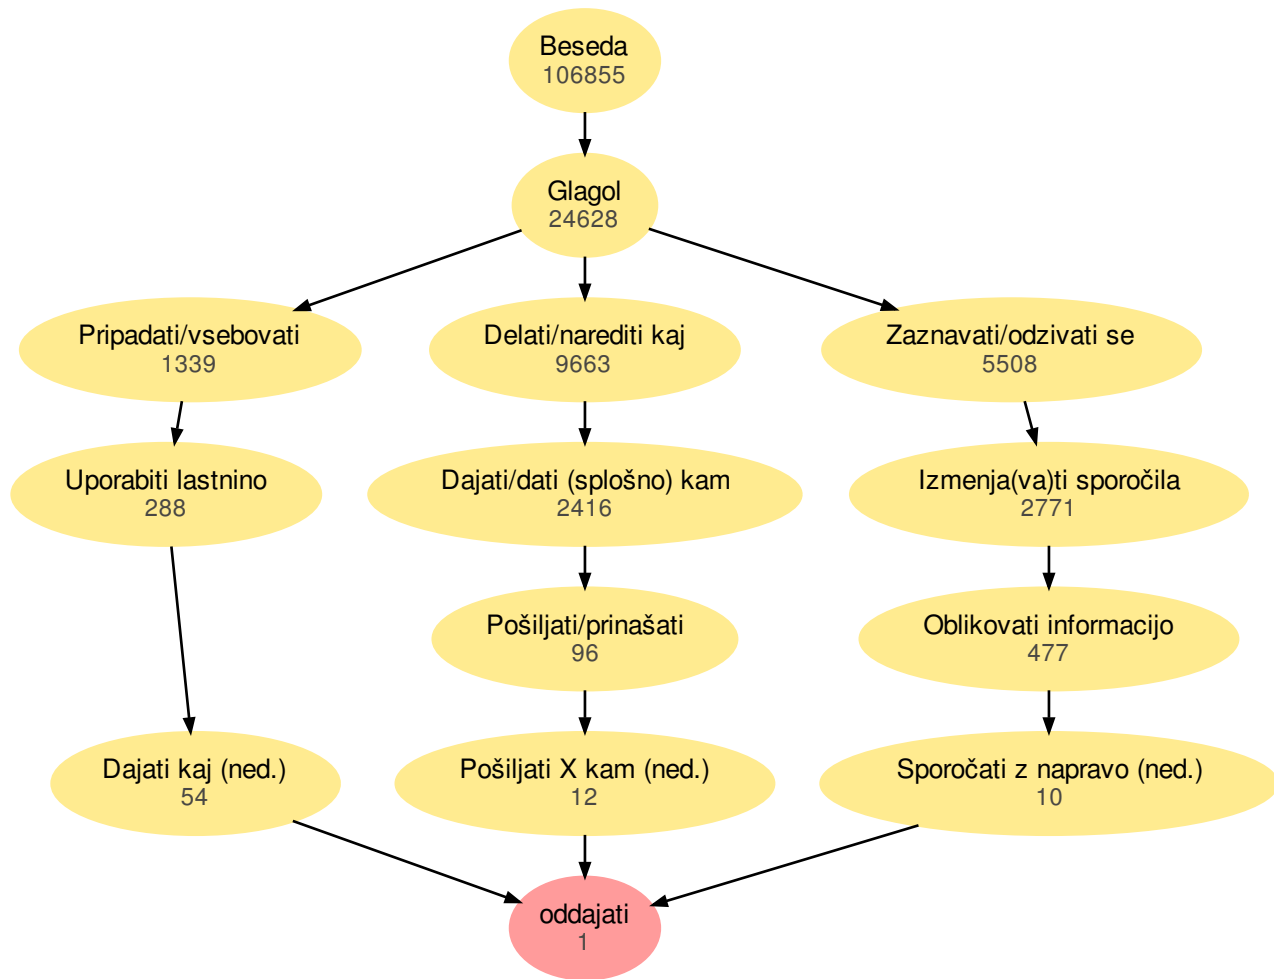 Beseda
106855
Glagol
24628
Pripadati/vsebovati
1339
Delati/narediti kaj
9663
Zaznavati/odzivati se
5508
Uporabiti lastnino
288
Dajati/dati (splošno) kam
2416
Izmenja(va)ti sporočila
2771
Pošiljati/prinašati
96
Oblikovati informacijo
477
Dajati kaj (ned.)
54
Pošiljati X kam (ned.)
12
Sporočati z napravo (ned.)
10
oddajati
1